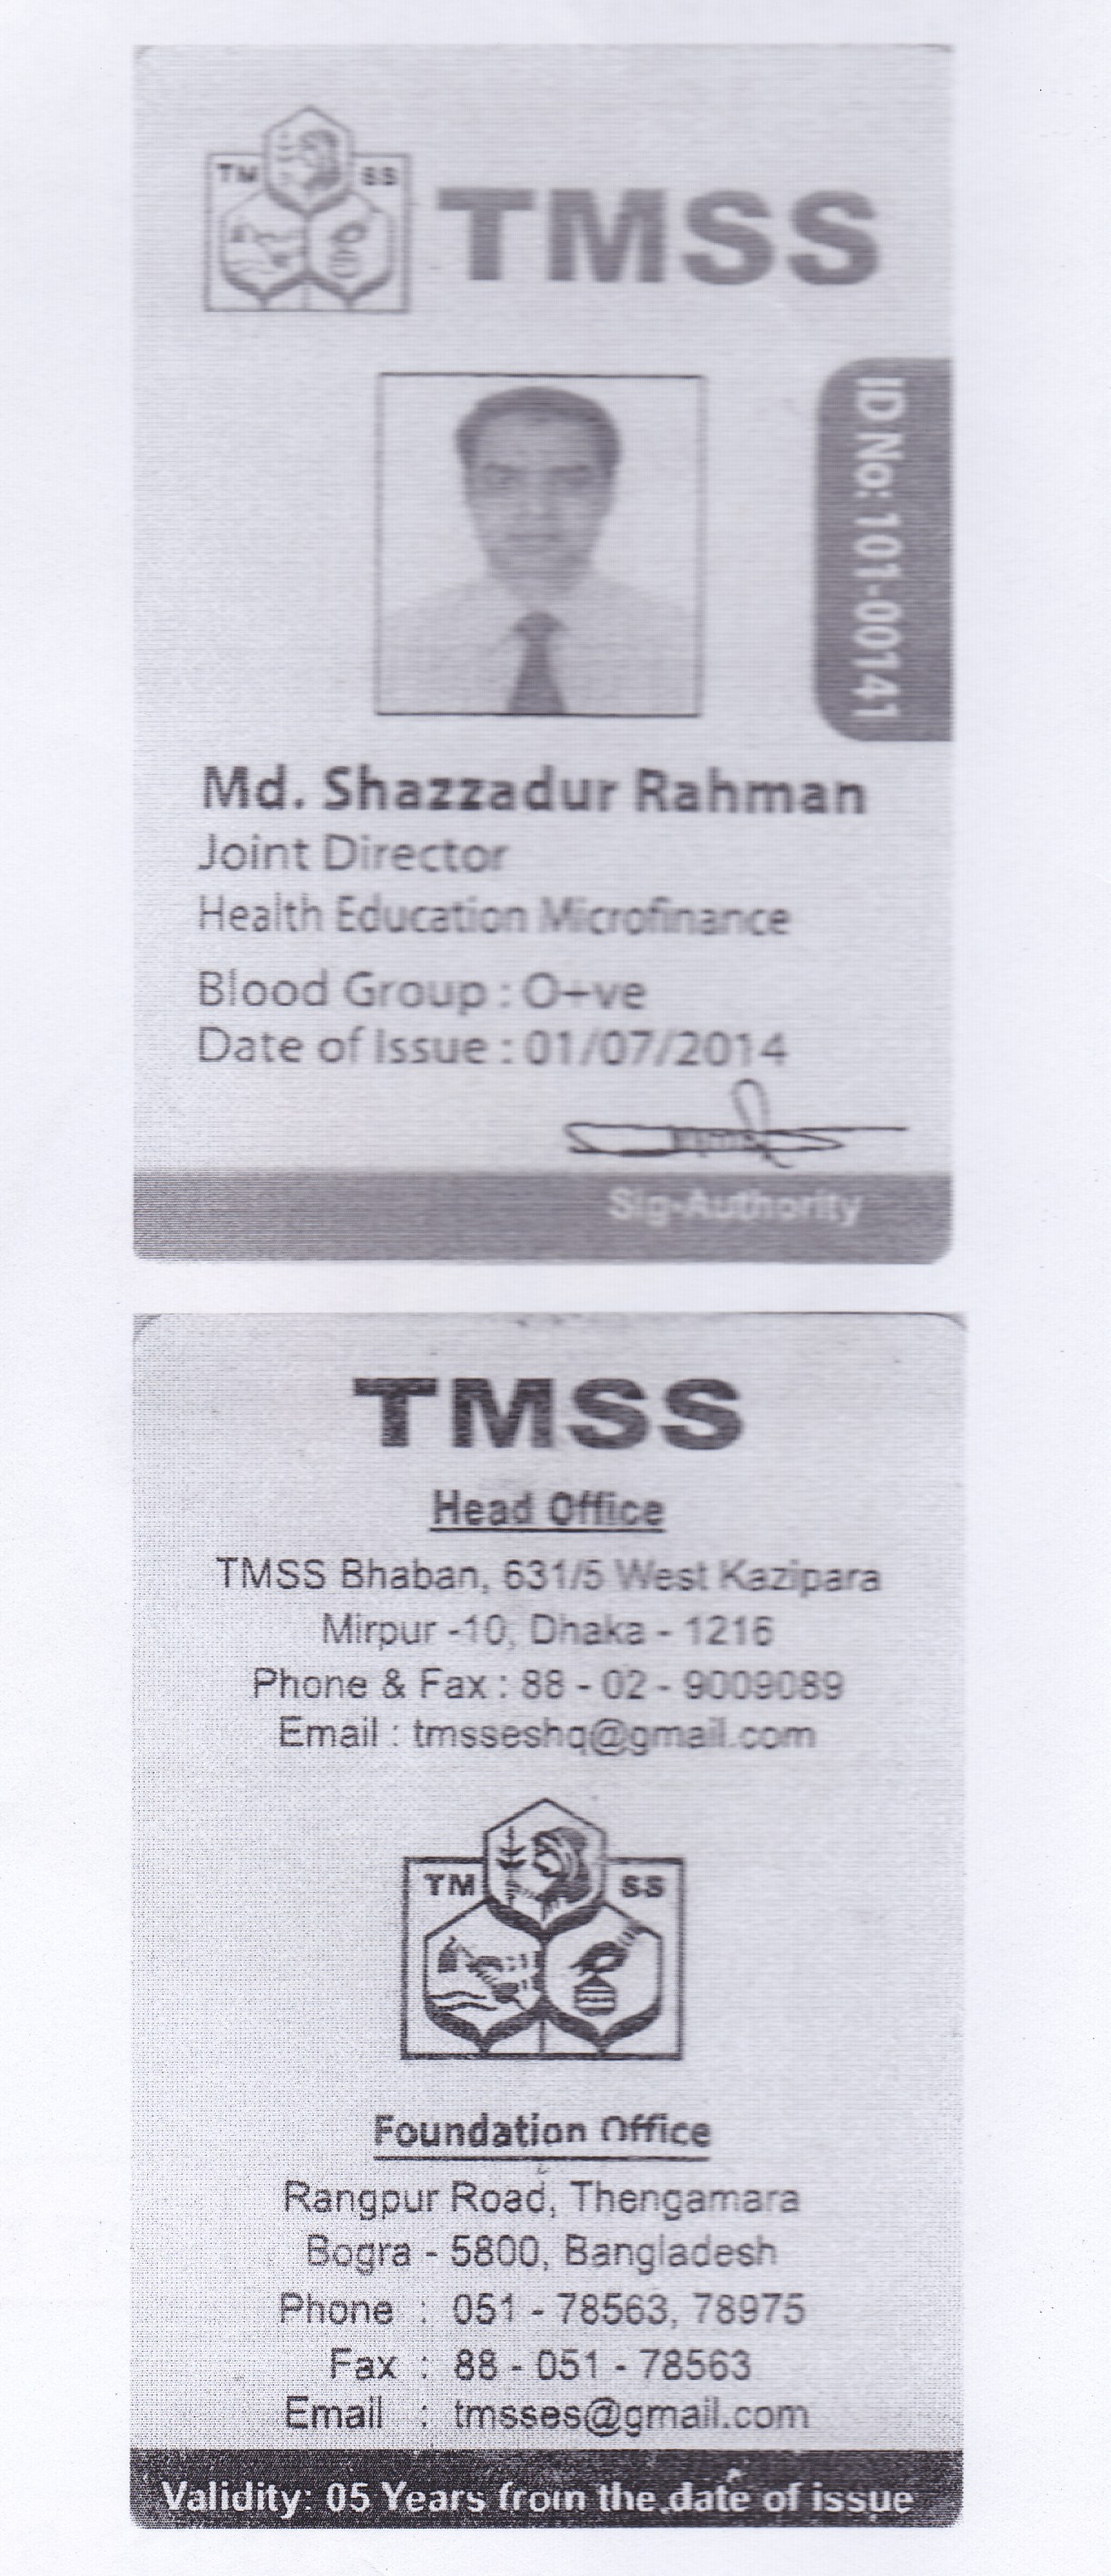 TM SS
TMSS
ID No: 101-00141
Md. Shazzadur Rahman
Joint Director
Health Education Microfinance
Blood Group : O+ve
Date of Issue : 01/07/2014
Sig-Authority
TMSS
Head Office
TMSS Bhaban, 631/5 West Kazipara
Mirpur -10, Dhaka - 1216
Phone & Fax : 88 - 02 - 9009089
Email : tmsseshq@gmail.com
TM SS
Foundation Office
Rangpur Road, Thengamara
Bogra - 5800, Bangladesh
Phone : 051 - 78563, 78975
Fax : 88 - 051 - 78563
Email : tmsses@gmail.com
Validity: 05 Years from the date of issue